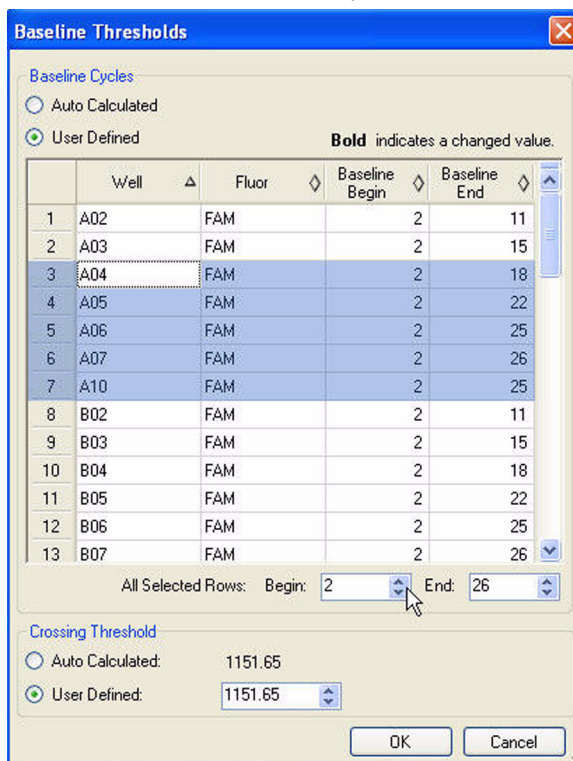 Baseline Thresholds
Baseline Cycles
Auto Calculated
User Defined Bold indicates a changed value.
Well Fluor Baseline Begin Baseline End
1 A02 FAM 2 11
2 A03 FAM 2 15
3 A04 FAM 2 18
4 A05 FAM 2 22
5 A06 FAM 2 25
6 A07 FAM 2 26
7 A10 FAM 2 25
8 B02 FAM 2 11
9 B03 FAM 2 15
10 B04 FAM 2 18
11 B05 FAM 2 22
12 B06 FAM 2 25
13 B07 FAM 2 26
All Selected Rows: Begin: 2 End: 26
Crossing Threshold
Auto Calculated: 1151.65
User Defined: 1151.65
OK Cancel